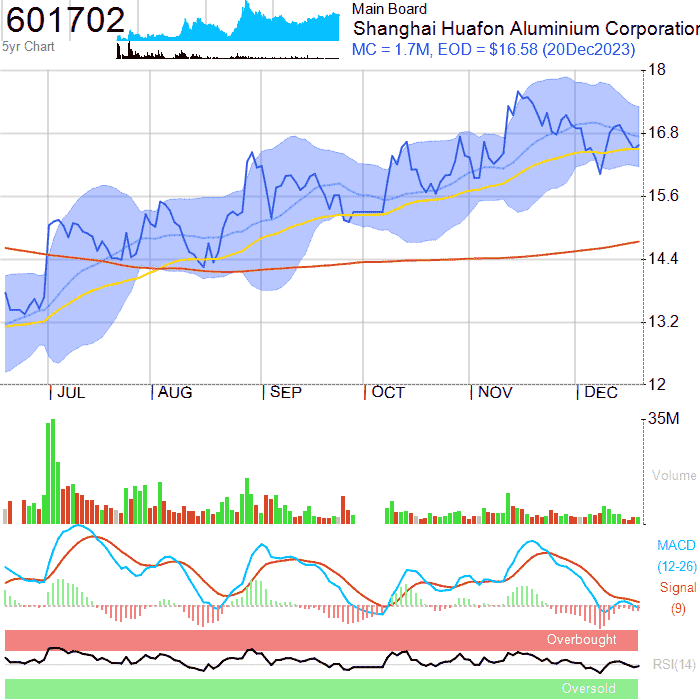 601702
5yr Chart
Main Board
Shanghai Huafon Aluminium Corporation
MC = 1.7M, EOD = $16.58 (20Dec2023)
18
16.8
15.6
14.4
13.2
12
JUL AUG SEP OCT NOV DEC
35M
Volume
MACD
(12-26)
Signal
(9)
Overbought
RSI(14)
Oversold